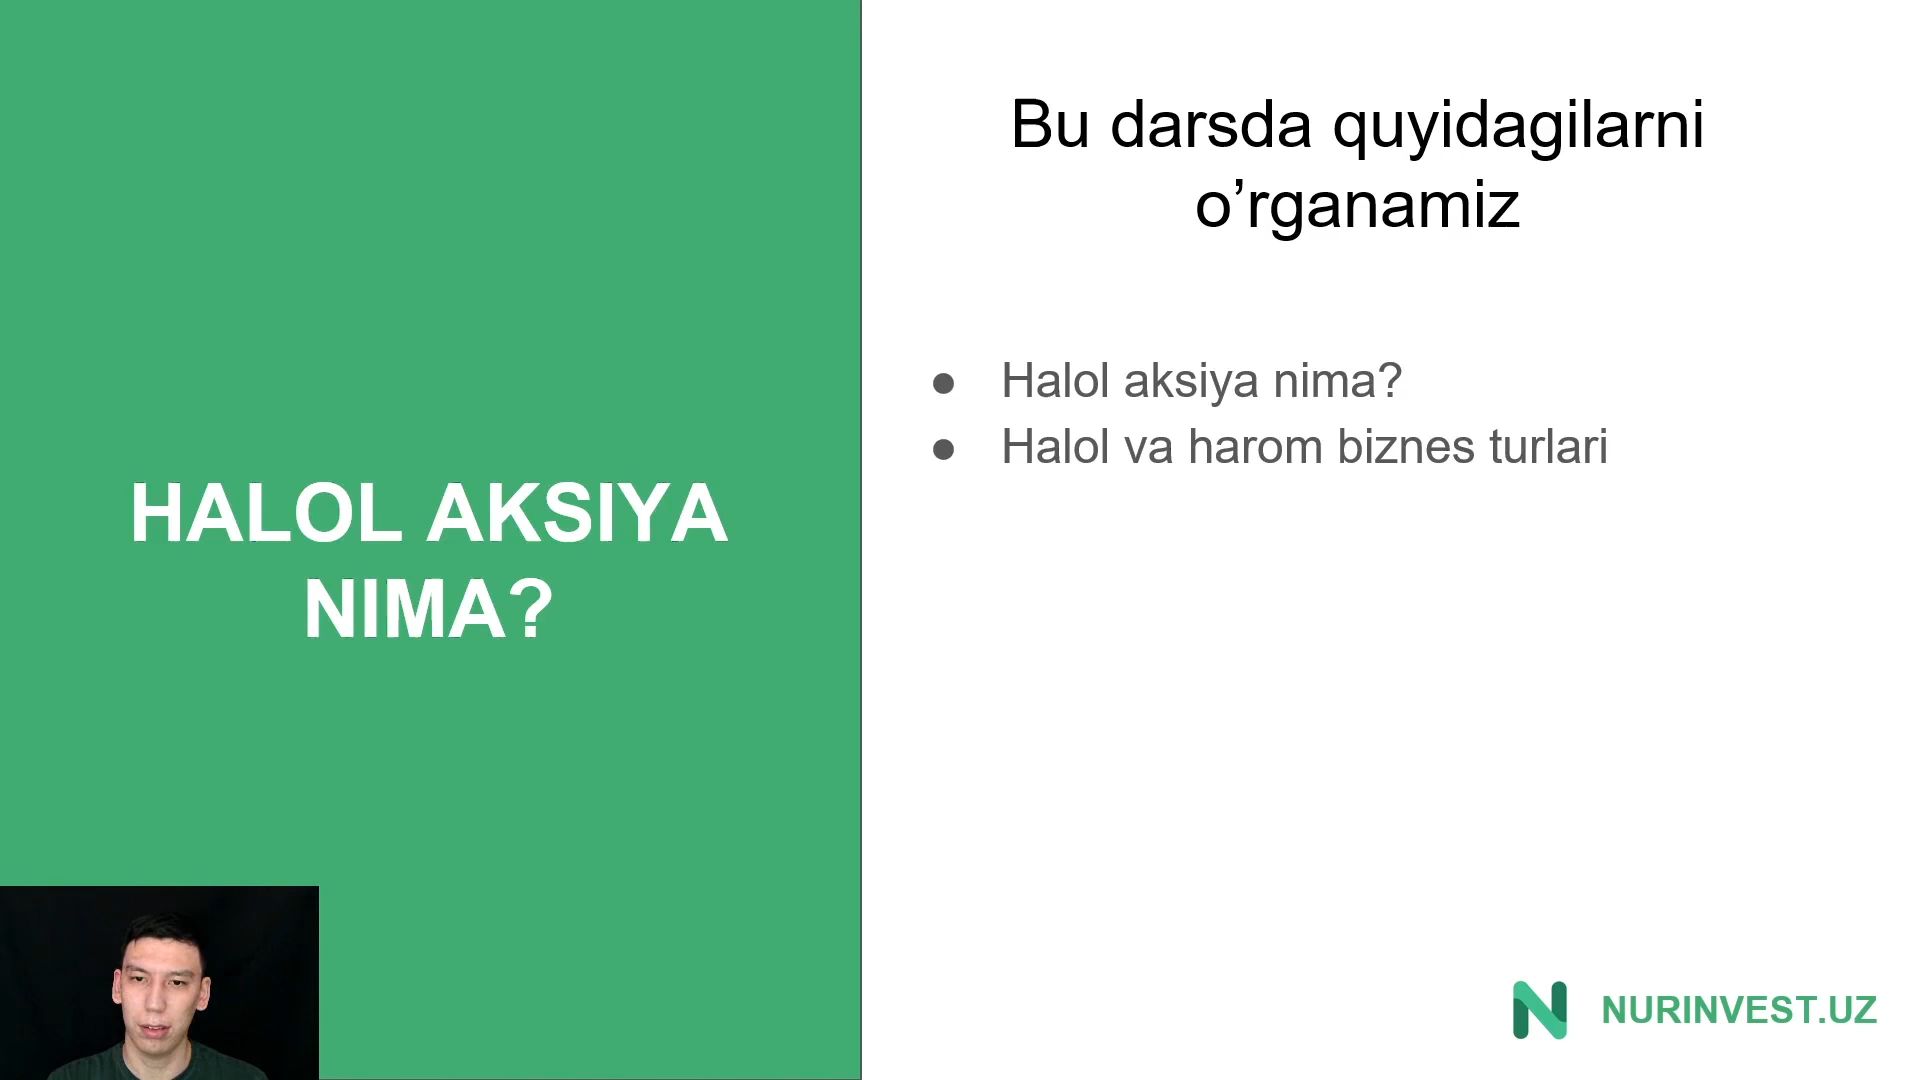 HALOL AKSIYA
NIMA?
Bu darsda quyidagilarni
o’rganamiz
● Halol aksiya nima?
● Halol va harom biznes turlari
NURINVEST.UZ